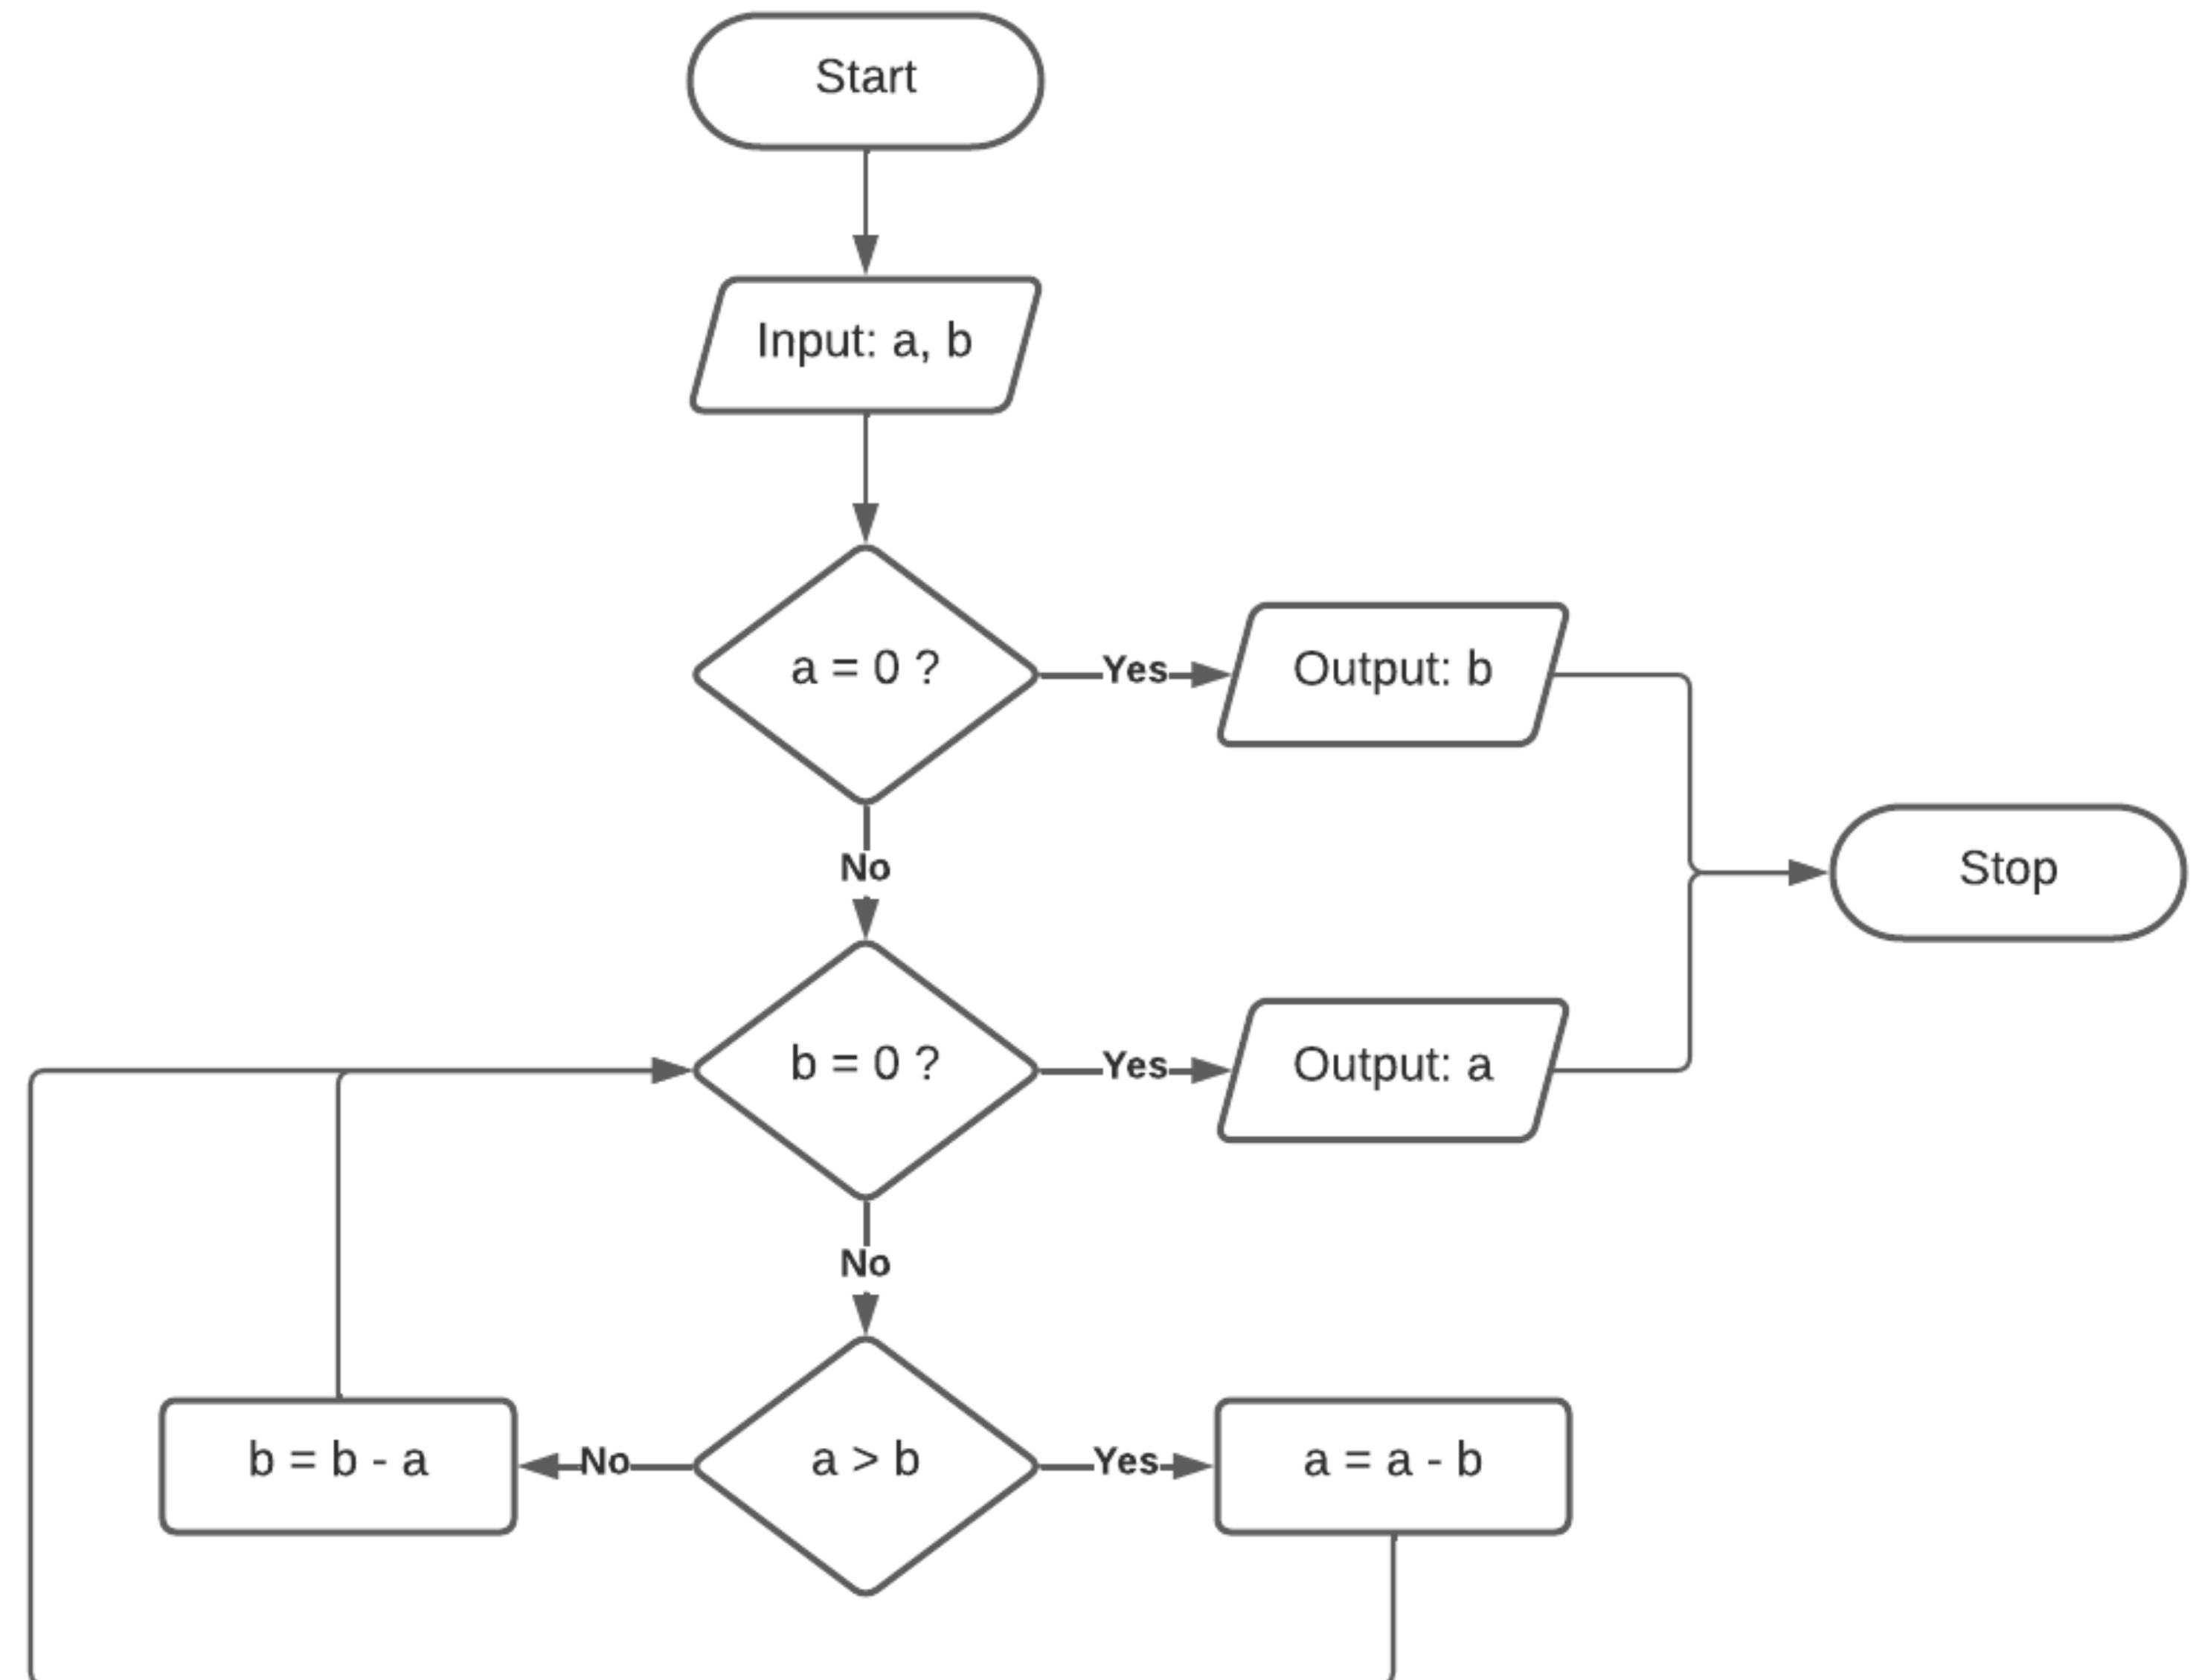 Start
Input: a, b
a = 0 ?
Yes
Output: b
No
Stop
b = 0 ?
Yes
Output: a
No
b = b - a
No
a > b
Yes
a = a - b